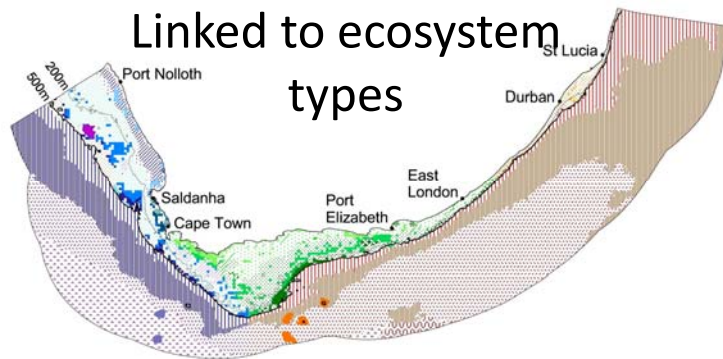 Linked to ecosystem
types
St Lucia
Port Nolloth
200m
500m
Durban
East
London
Saldanha
Port
Elizabeth
Cape Town